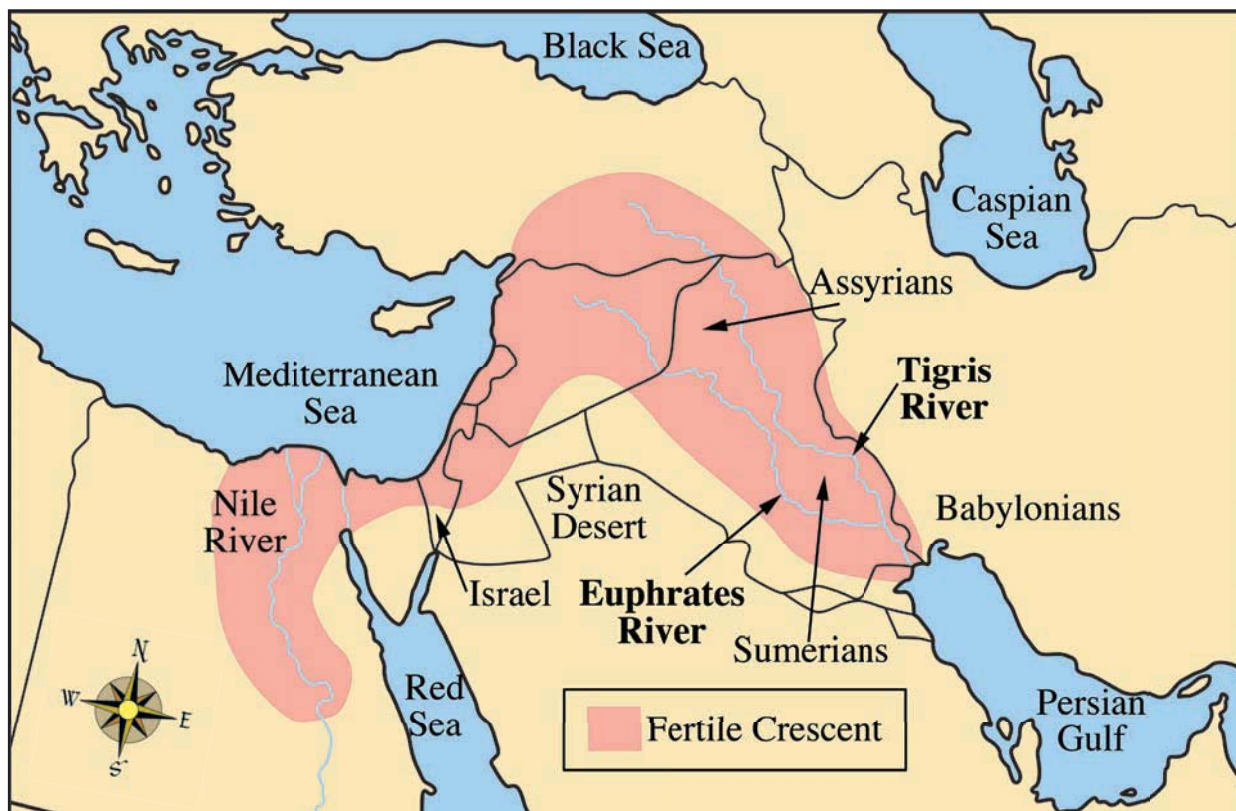 Black Sea
Caspian
Sea
Assyrians
Mediterranean
Sea
Tigris
River
Nile
River
Syrian
Desert
Babylonians
Israel
Euphrates
River
Sumerians
Red
Sea
Persian
Gulf
Fertile Crescent
N
W
E
S